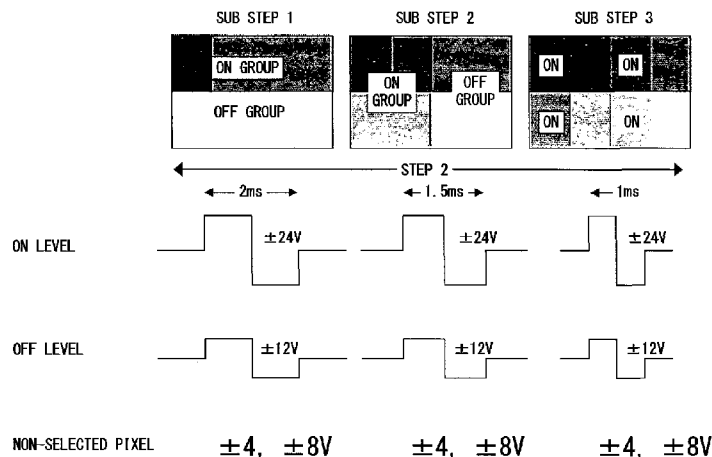 SUB STEP 1 SUB STEP 2 SUB STEP 3
ON GROUP
OFF GROUP
ON
GROUP
OFF
GROUP
ON
ON
ON
ON
STEP 2
2ms 1.5ms 1ms
ON LEVEL ±24V ±24V ±24V
OFF LEVEL ±12V ±12V ±12V
NON-SELECTED PIXEL ±4, ±8V ±4, ±8V ±4, ±8V